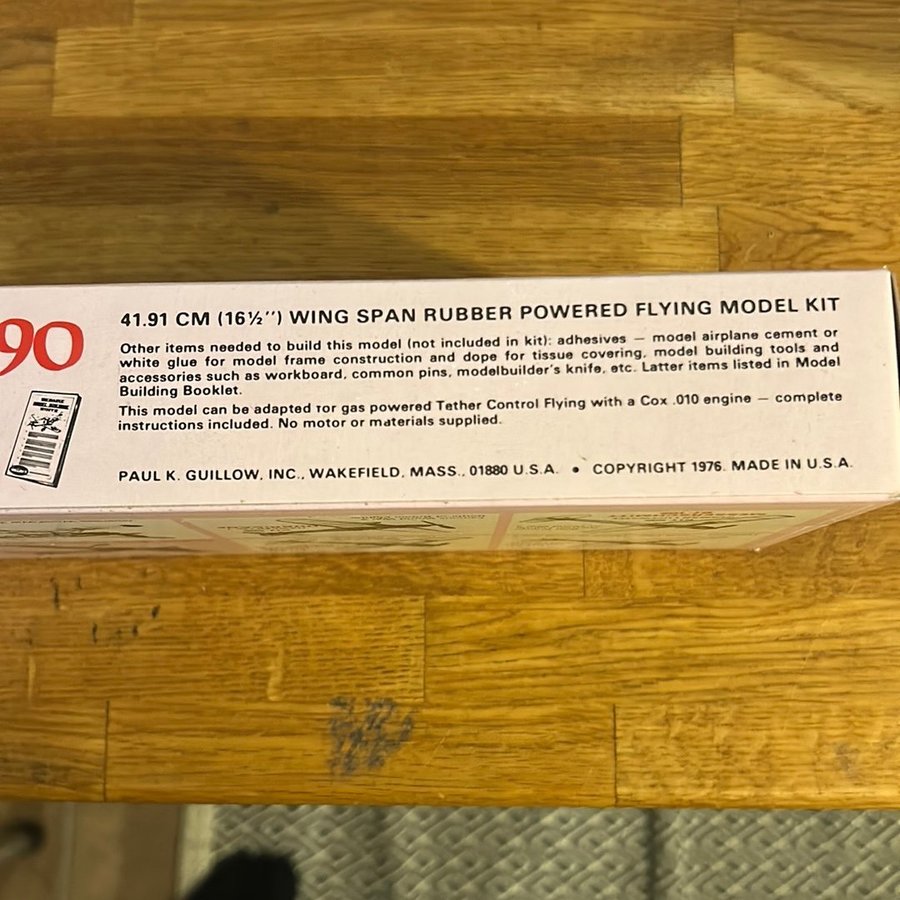 90
41.91 CM (16½'') WING SPAN RUBBER POWERED FLYING MODEL KIT
Other items needed to build this model (not included in kit): adhesives — model airplane cement or
white glue for model frame construction and dope for tissue covering, model building tools and
accessories such as workboard, common pins, modelbuilder's knife, etc. Latter items listed in Model
Building Booklet.
This model can be adapted for gas powered Tether Control Flying with a Cox .010 engine — complete
instructions included. No motor or materials supplied.
PAUL K. GUILLOW, INC., WAKEFIELD, MASS., 01880 U.S.A. • COPYRIGHT 1976. MADE IN U.S.A.